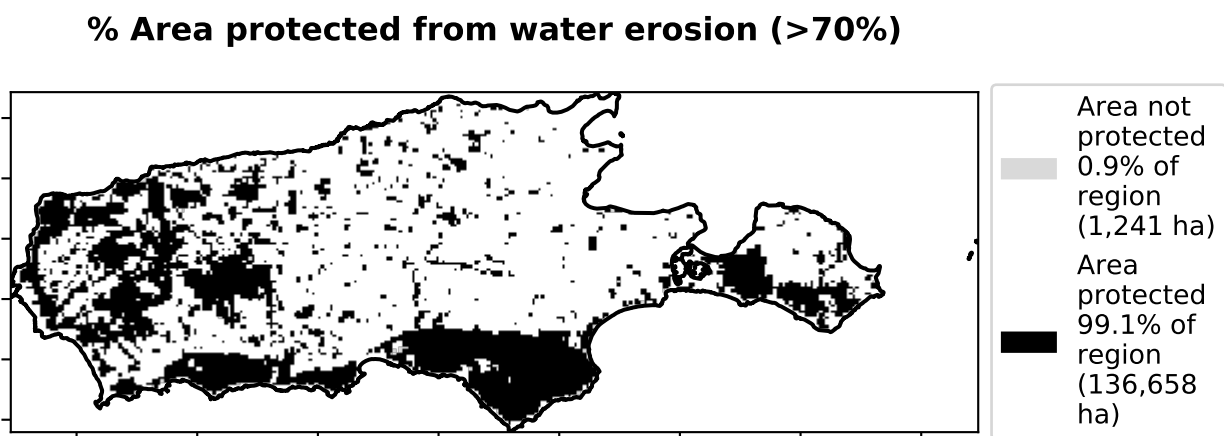 % Area protected from water erosion (>70%)
Area not
protected
0.9% of
region
(1,241 ha)
Area
protected
99.1% of
region
(136,658
ha)